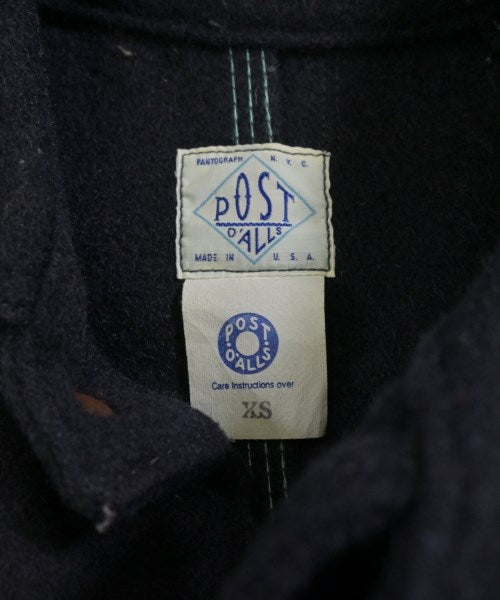 PANTOGRAPH N. Y. C.
POST
O'ALLS
MADE IN U. S. A.
POST
O'ALLS
Care Instructions over
XS